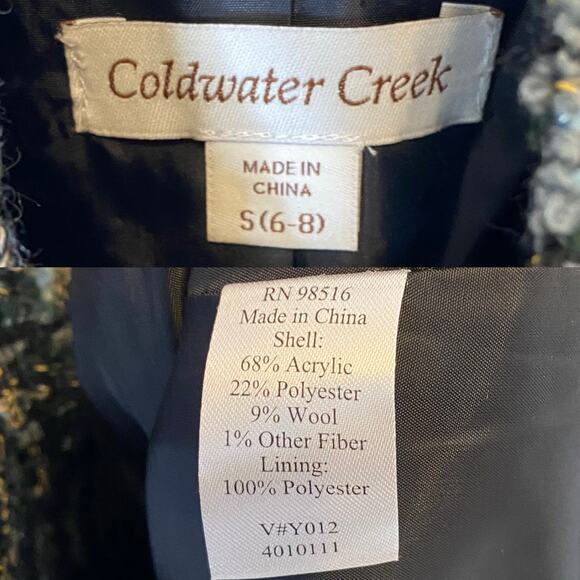 Coldwater Creek
MADE IN
CHINA
S(6-8)
RN 98516
Made in China
Shell:
68% Acrylic
22% Polyester
9% Wool
1% Other Fiber
Lining:
100% Polyester
V#Y012
4010111